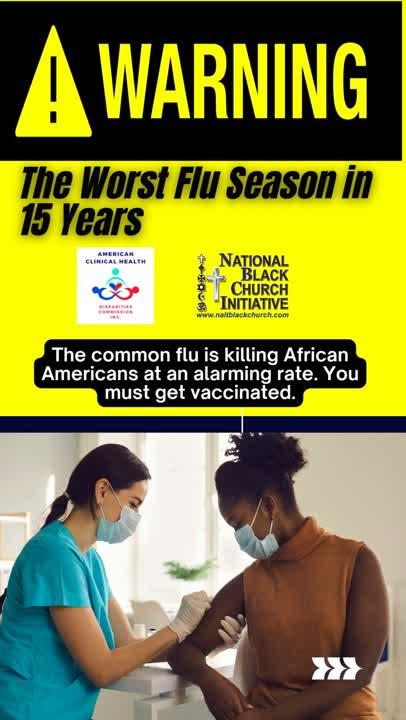 WARNING
The Worst Flu Season in
15 Years
AMERICAN
CLINICAL HEALTH
DISPARITIES
COMMISSION
INC.
NATIONAL
BLACK
CHURCH
INITIATIVE
www.naltblackchurch.com
The common flu is killing African
Americans at an alarming rate. You
must get vaccinated.